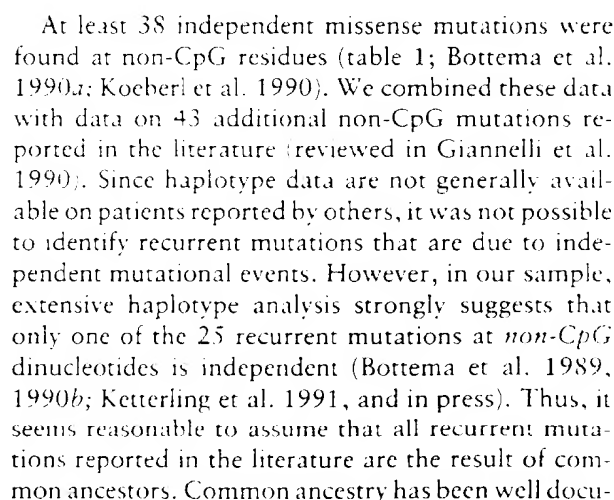 At least 38 independent missense mutations were
found at non-CpG residues (table 1; Bottema et al.
1990a; Koeberl et al. 1990). We combined these data
with data on 43 additional non-CpG mutations re-
ported in the literature (reviewed in Giannelli et al.
1990). Since haplotype data are not generally avail-
able on patients reported by others, it was not possible
to identify recurrent mutations that are due to inde-
pendent mutational events. However, in our sample,
extensive haplotype analysis strongly suggests that
only one of the 25 recurrent mutations at non-CpG
dinucleotides is independent (Bottema et al. 1989,
1990b; Ketterling et al. 1991, and in press). Thus, it
seems reasonable to assume that all recurrent muta-
tions reported in the literature are the result of com-
mon ancestors. Common ancestry has been well docu-